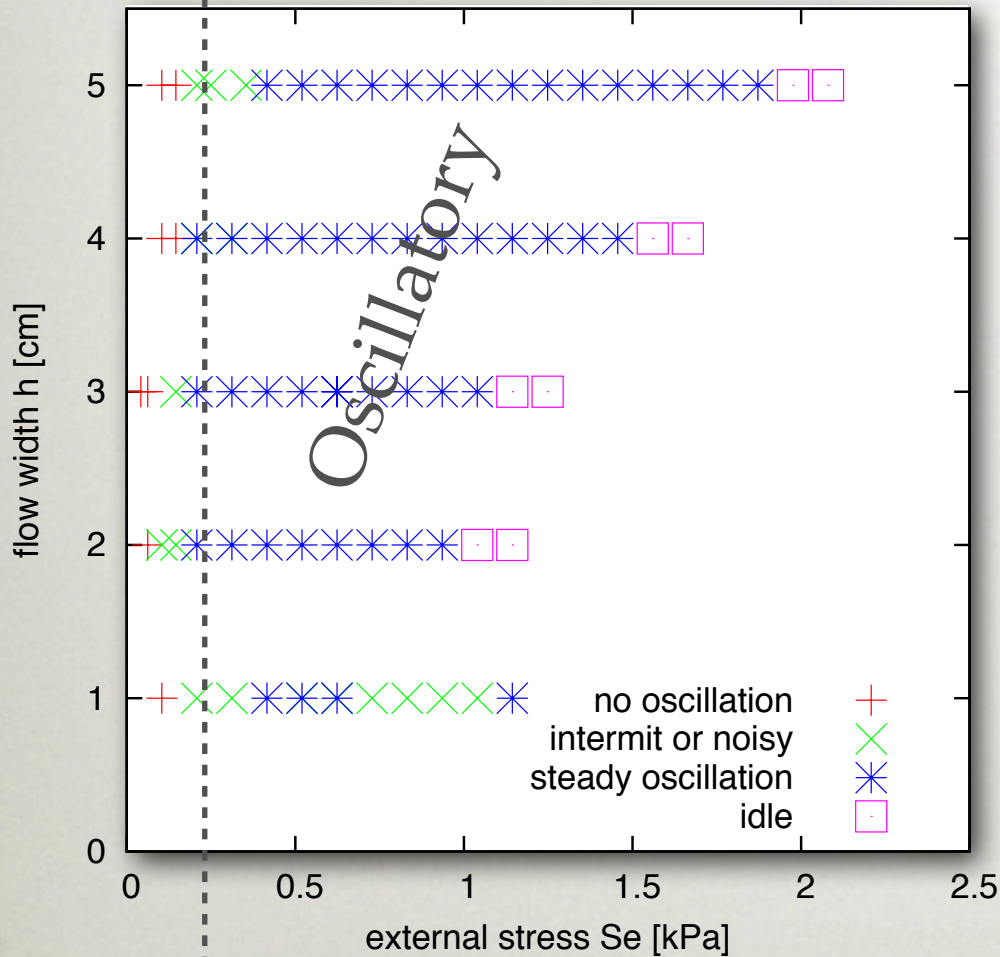 5
4
3
2
1
0
flow width h [cm]
Oscillatory
no oscillation
intermit or noisy
steady oscillation
idle
0 0.5 1 1.5 2 2.5
external stress Se [kPa]